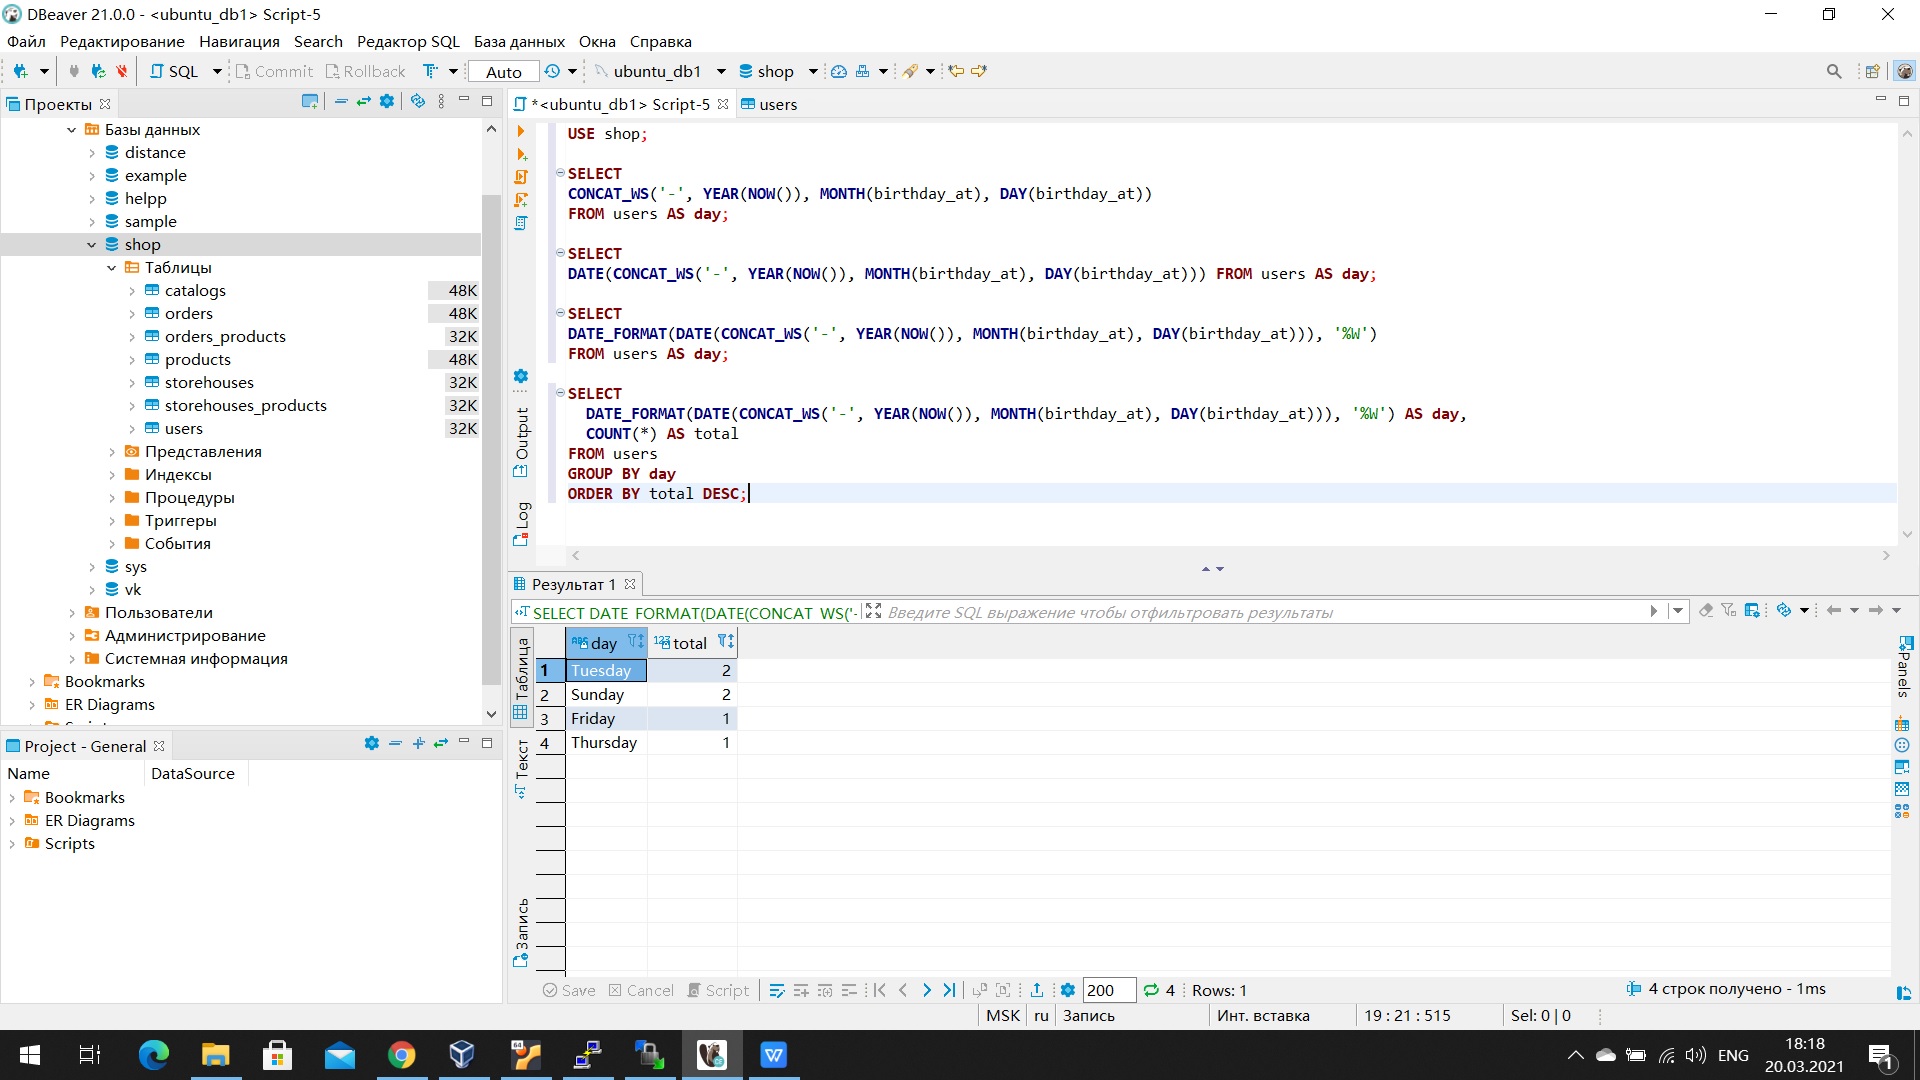 DBeaver 21.0.0 - <ubuntu_db1> Script-5
Файл Редактирование Навигация Search Редактор SQL База данных Окна Справка
SQL Commit Rollback Auto ubuntu_db1 shop
Проекты
Базы данных
distance
example
helpp
sample
shop
Таблицы
catalogs 48K
orders 48K
orders_products 32K
products 48K
storehouses 32K
storehouses_products 32K
users 32K
Представления
Индексы
Процедуры
Триггеры
События
sys
vk
Пользователи
Администрирование
Системная информация
Bookmarks
ER Diagrams
Project - General
Name DataSource
Bookmarks
ER Diagrams
Scripts
*<ubuntu_db1> Script-5 users
USE shop;
SELECT
CONCAT_WS('-', YEAR(NOW()), MONTH(birthday_at), DAY(birthday_at))
FROM users AS day;
SELECT
DATE(CONCAT_WS('-', YEAR(NOW()), MONTH(birthday_at), DAY(birthday_at))) FROM users AS day;
SELECT
DATE_FORMAT(DATE(CONCAT_WS('-', YEAR(NOW()), MONTH(birthday_at), DAY(birthday_at))), '%W')
FROM users AS day;
SELECT
DATE_FORMAT(DATE(CONCAT_WS('-', YEAR(NOW()), MONTH(birthday_at), DAY(birthday_at))), '%W') AS day,
COUNT(*) AS total
FROM users
GROUP BY day
ORDER BY total DESC;
Output
Log
Результат 1
SELECT DATE_FORMAT(DATE(CONCAT_WS('- Введите SQL выражение чтобы отфильтровать результаты
Таблица
Текст
Запись
Panels
day total
1 Tuesday 2
2 Sunday 2
3 Friday 1
4 Thursday 1
Save Cancel Script 200 4 Rows: 1 4 строк получено - 1ms
MSK ru Запись Инт. вставка 19 : 21 : 515 Sel: 0 | 0
64 W ENG 18:18
20.03.2021
1